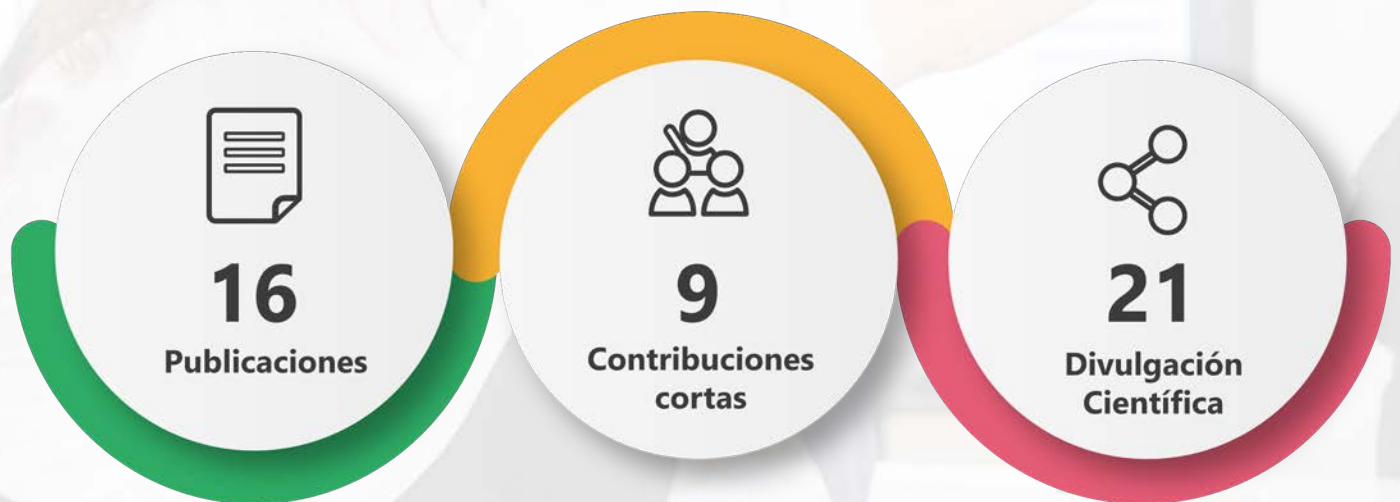 16
Publicaciones
9
Contribuciones
cortas
21
Divulgación
Científica